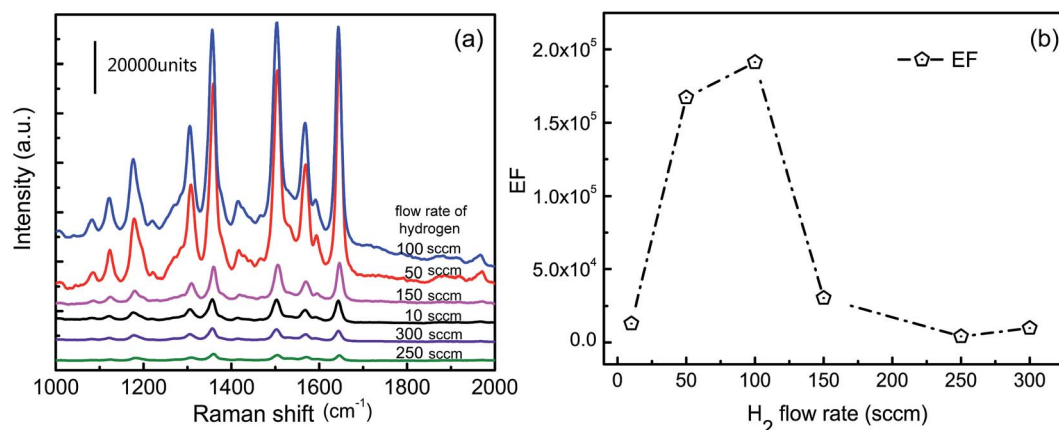 (a)
20000units
Intensity (a.u.)
flow rate of
hydrogen
100 sccm
50 sccm
150 sccm
10 sccm
300 sccm
250 sccm
1000 1200 1400 1600 1800 2000
Raman shift (cm⁻¹)
(b)
EF
2.0x10⁵
1.5x10⁵
1.0x10⁵
5.0x10⁴
0.0
EF
0 50 100 150 200 250 300
H₂ flow rate (sccm)